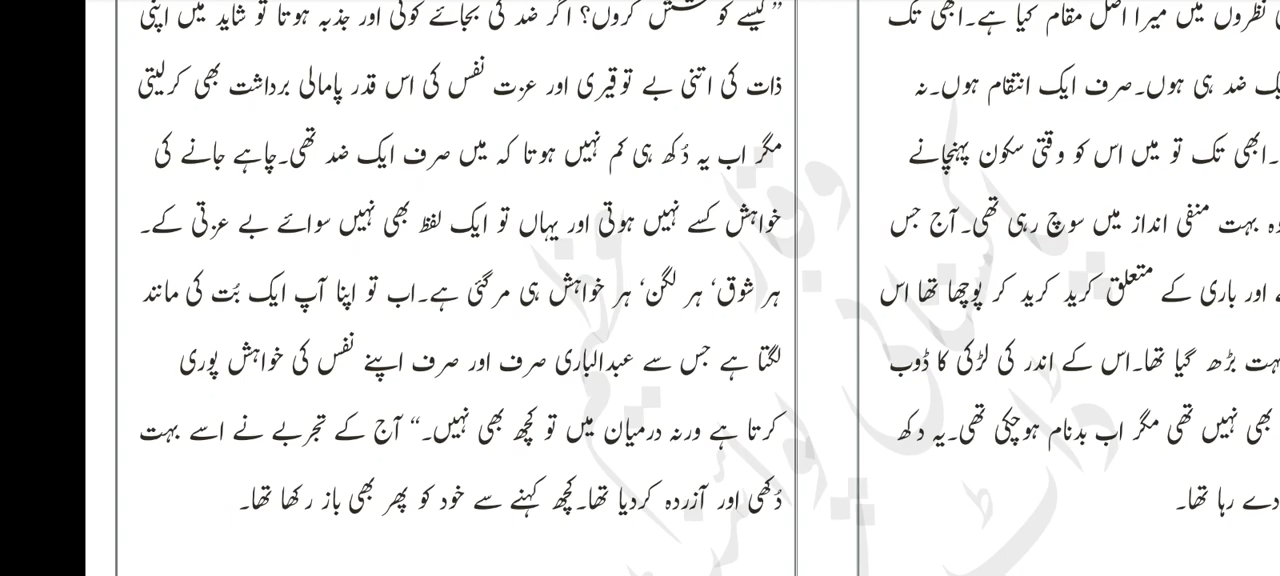 نظروں میں میرا اصل مقام کیا ہے۔ابھی تک
ضد ہی ہوں۔صرف ایک انتقام ہوں۔نہ
۔ابھی تک تو میں اس کو وقتی سکون پہنچانے
بہت منفی انداز میں سوچ رہی تھی۔آج جس
اور باری کے متعلق کرید کرید کر پوچھا تھا اس
بڑھ گیا تھا۔اس کے اندر کی لڑکی کا ڈوب
بھی نہیں تھی مگر اب بدنام ہوچکی تھی۔یہ دکھ
دے رہا تھا۔
”کیسے کوشش کروں؟ اگر ضد کی بجائے کوئی اور جذبہ ہوتا تو شاید میں اپنی
ذات کی اتنی بے توقیری اور عزت نفس کی اس قدر پامالی برداشت بھی کرلیتی
مگر اب یہ دُکھ ہی کم نہیں ہوتا کہ میں صرف ایک ضد تھی۔چاہے جانے کی
خواہش کسے نہیں ہوتی اور یہاں تو ایک لفظ بھی نہیں سوائے بے عزتی کے۔
ہر شوق‘ ہر لگن‘ ہر خواہش ہی مرگئی ہے۔اب تو اپنا آپ ایک بُت کی مانند
لگتا ہے جس سے عبدالباری صرف اور صرف اپنے نفس کی خواہش پوری
کرتا ہے ورنہ درمیان میں تو کچھ بھی نہیں۔“ آج کے تجربے نے اسے بہت
دُکھی اور آزردہ کردیا تھا۔کچھ کہنے سے خود کو پھر بھی باز رکھا تھا۔